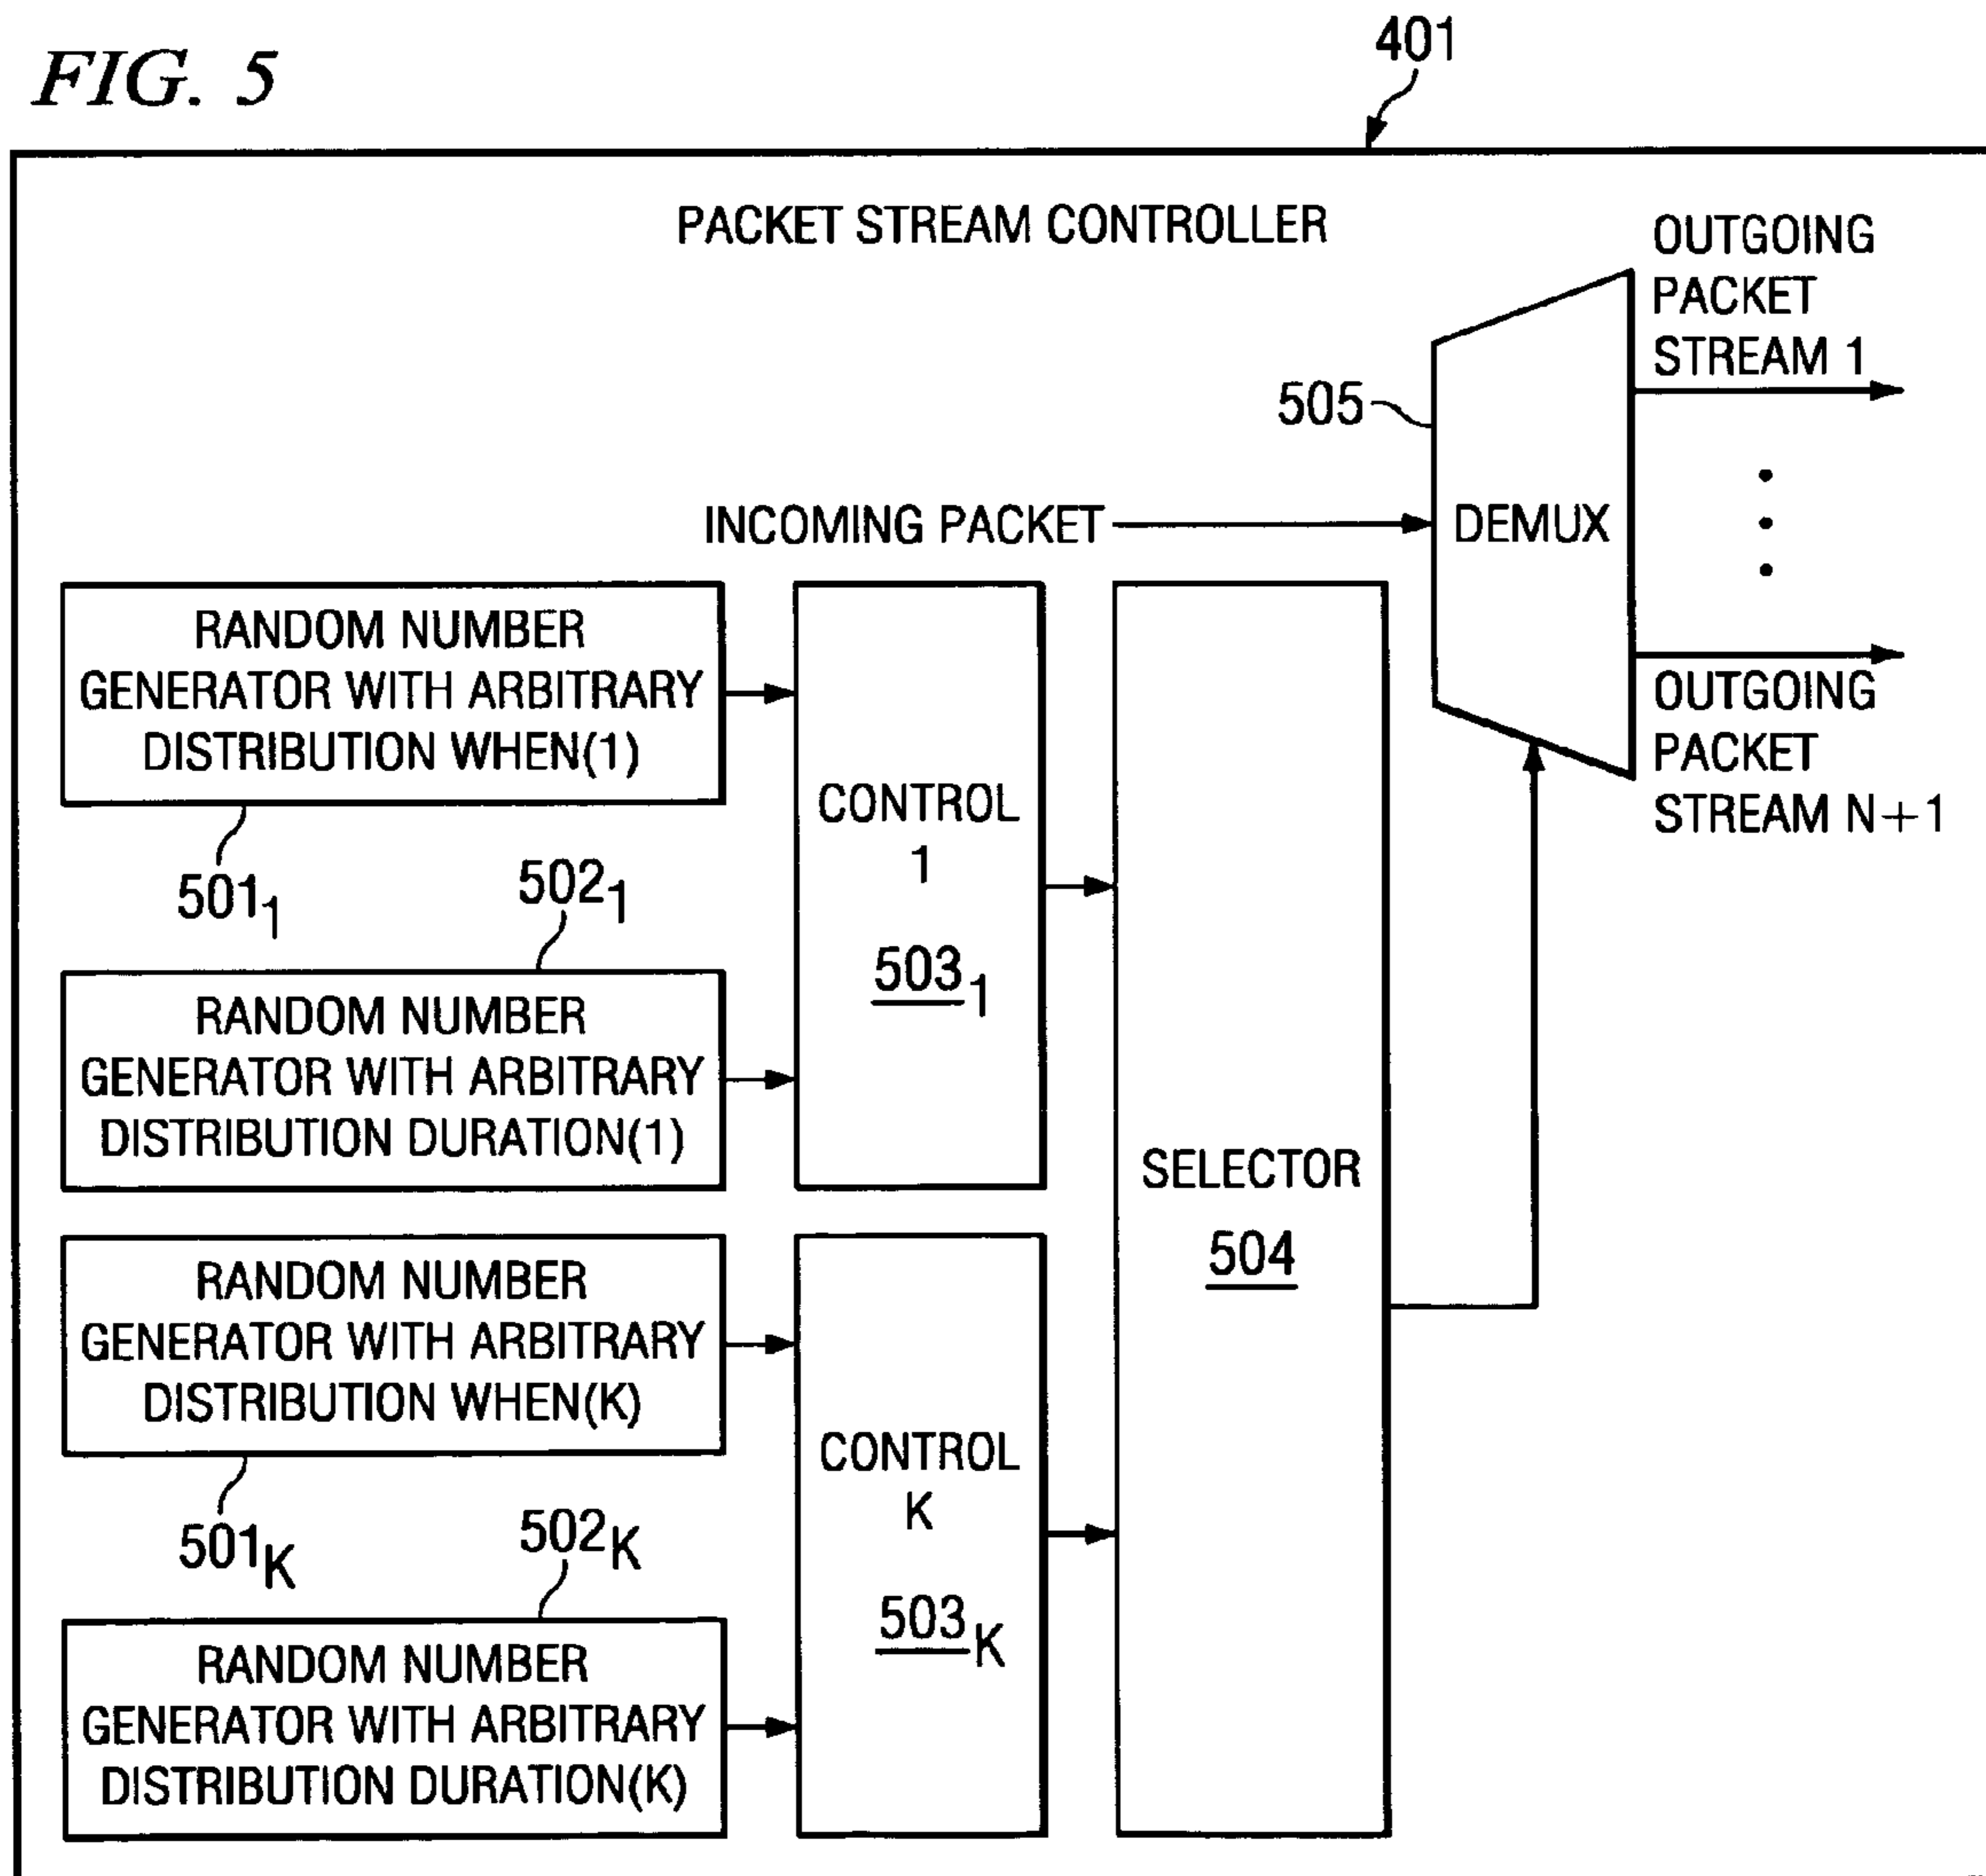 FIG. 5
401
PACKET STREAM CONTROLLER
OUTGOING
PACKET
STREAM 1
505
INCOMING PACKET
DEMUX
OUTGOING
PACKET
STREAM N+1
RANDOM NUMBER
GENERATOR WITH ARBITRARY
DISTRIBUTION WHEN(1)
501₁
502₁
RANDOM NUMBER
GENERATOR WITH ARBITRARY
DISTRIBUTION DURATION(1)
CONTROL
1
503₁
RANDOM NUMBER
GENERATOR WITH ARBITRARY
DISTRIBUTION WHEN(K)
501K
502K
RANDOM NUMBER
GENERATOR WITH ARBITRARY
DISTRIBUTION DURATION(K)
CONTROL
K
503K
SELECTOR
504